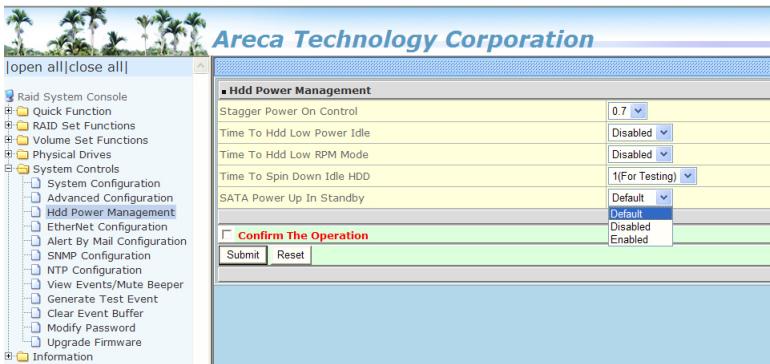 Areca Technology Corporation
|open all|close all|
Raid System Console
Quick Function
RAID Set Functions
Volume Set Functions
Physical Drives
System Controls
System Configuration
Advanced Configuration
Hdd Power Management
EtherNet Configuration
Alert By Mail Configuration
SNMP Configuration
NTP Configuration
View Events/Mute Beeper
Generate Test Event
Clear Event Buffer
Modify Password
Upgrade Firmware
Information
Hdd Power Management
Stagger Power On Control 0.7
Time To Hdd Low Power Idle Disabled
Time To Hdd Low RPM Mode Disabled
Time To Spin Down Idle HDD 1(For Testing)
SATA Power Up In Standby Default
Default
Disabled
Enabled
Confirm The Operation
Submit Reset